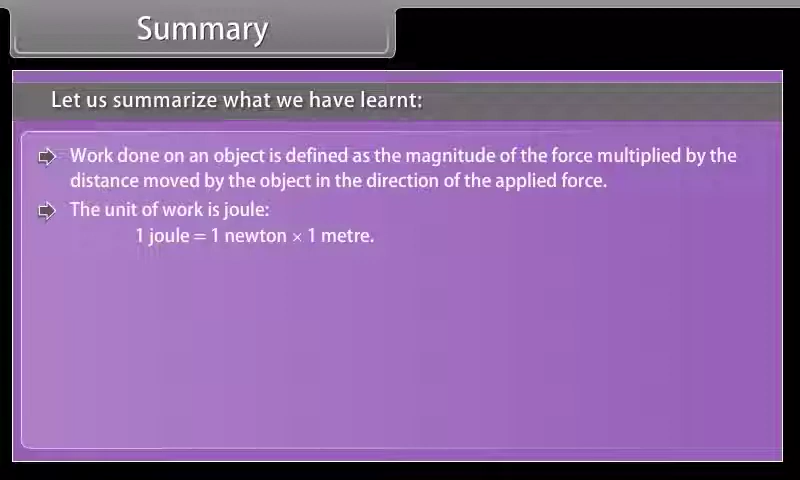 Summary
Let us summarize what we have learnt:
Work done on an object is defined as the magnitude of the force multiplied by the
distance moved by the object in the direction of the applied force.
The unit of work is joule:
1 joule = 1 newton × 1 metre.